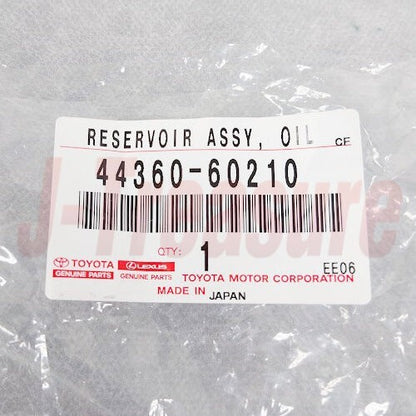 RESERVOIR ASSY, OIL CE
44360-60210
QTY: 1
TOYOTA LEXUS
GENUINE PARTS GENUINE PARTS TOYOTA MOTOR CORPORATION EE06
MADE IN JAPAN
J-Treasure